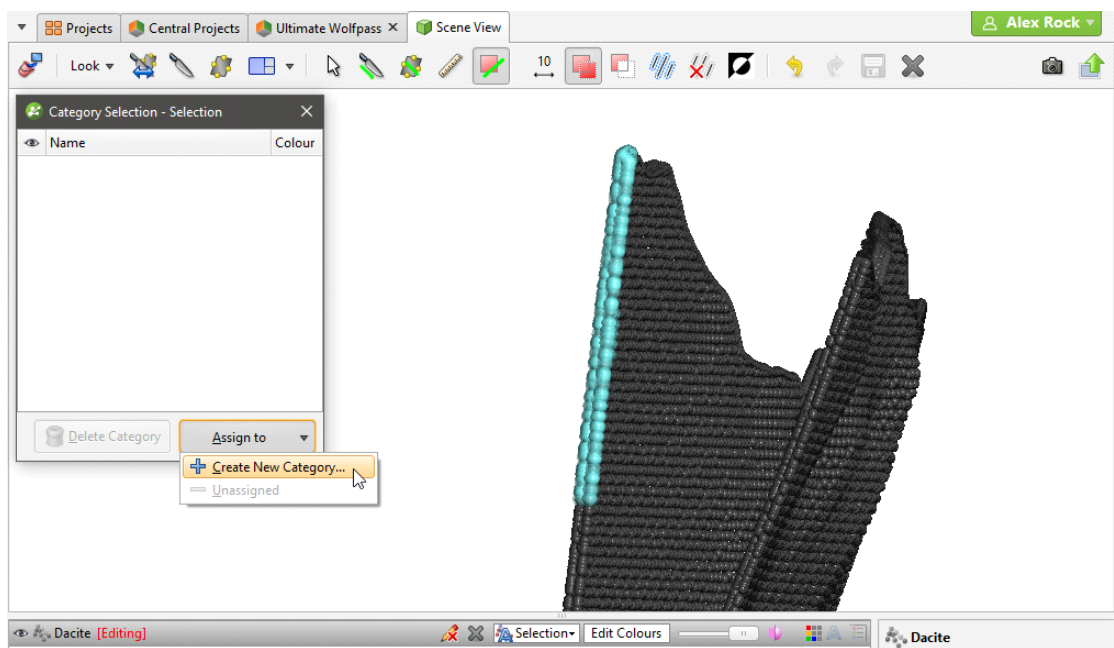 Projects Central Projects Ultimate Wolfpass Scene View Alex Rock
Look 10
Category Selection - Selection
Name Colour
Delete Category Assign to
Create New Category...
Unassigned
Dacite [Editing] Selection Edit Colours Dacite